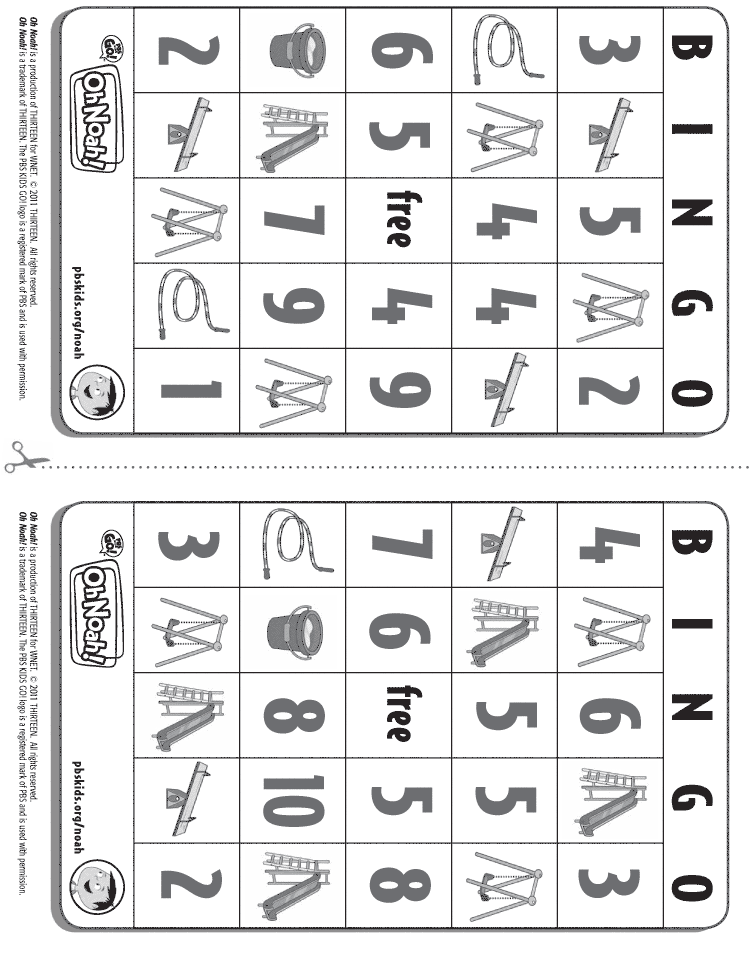 B I N G O
3 5 2
4 4
6 5 free 4 9
7 9
2 1
GO!
Oh Noah!
pbskids.org/noah
Oh Noah! is a production of THIRTEEN for WNET. © 2011 THIRTEEN. All rights reserved.
Oh Noah! is a trademark of THIRTEEN. The PBS KIDS GO! logo is a registered mark of PBS and is used with permission.
B I N G O
4 6 3
5 5
7 6 free 5 8
8 10
3 2
GO!
Oh Noah!
pbskids.org/noah
Oh Noah! is a production of THIRTEEN for WNET. © 2011 THIRTEEN. All rights reserved.
Oh Noah! is a trademark of THIRTEEN. The PBS KIDS GO! logo is a registered mark of PBS and is used with permission.